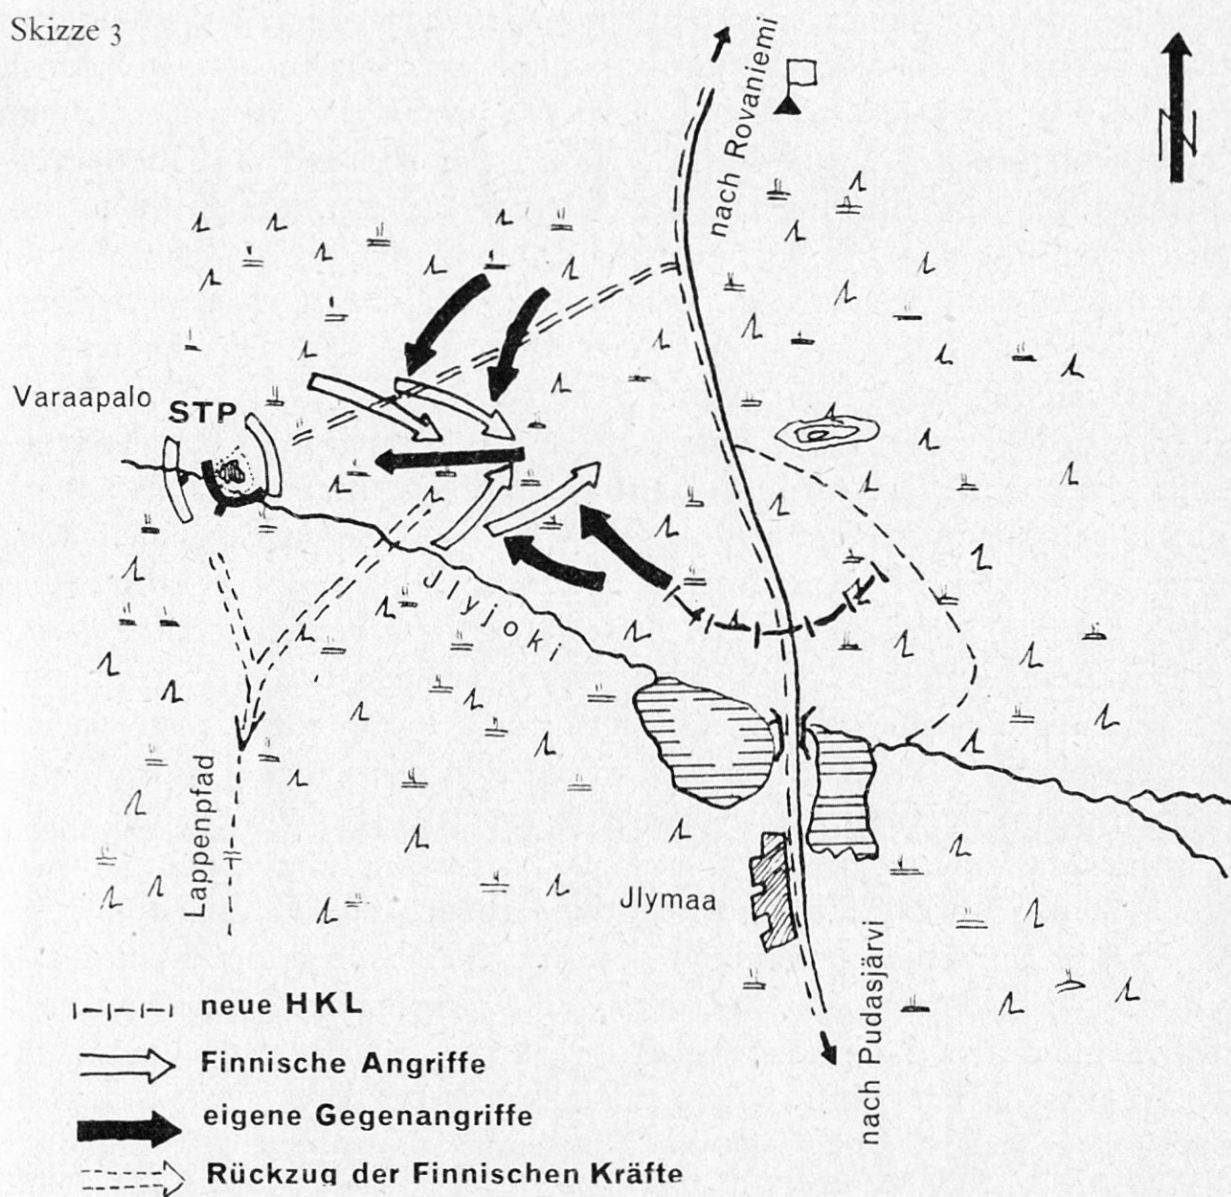 Skizze 3
nach Rovaniemi
N
Varaapalo
STP
Jlyjoki
Lappenpfad
Jlymaa
nach Pudasjärvi
neue HKL
Finnische Angriffe
eigene Gegenangriffe
Rückzug der Finnischen Kräfte